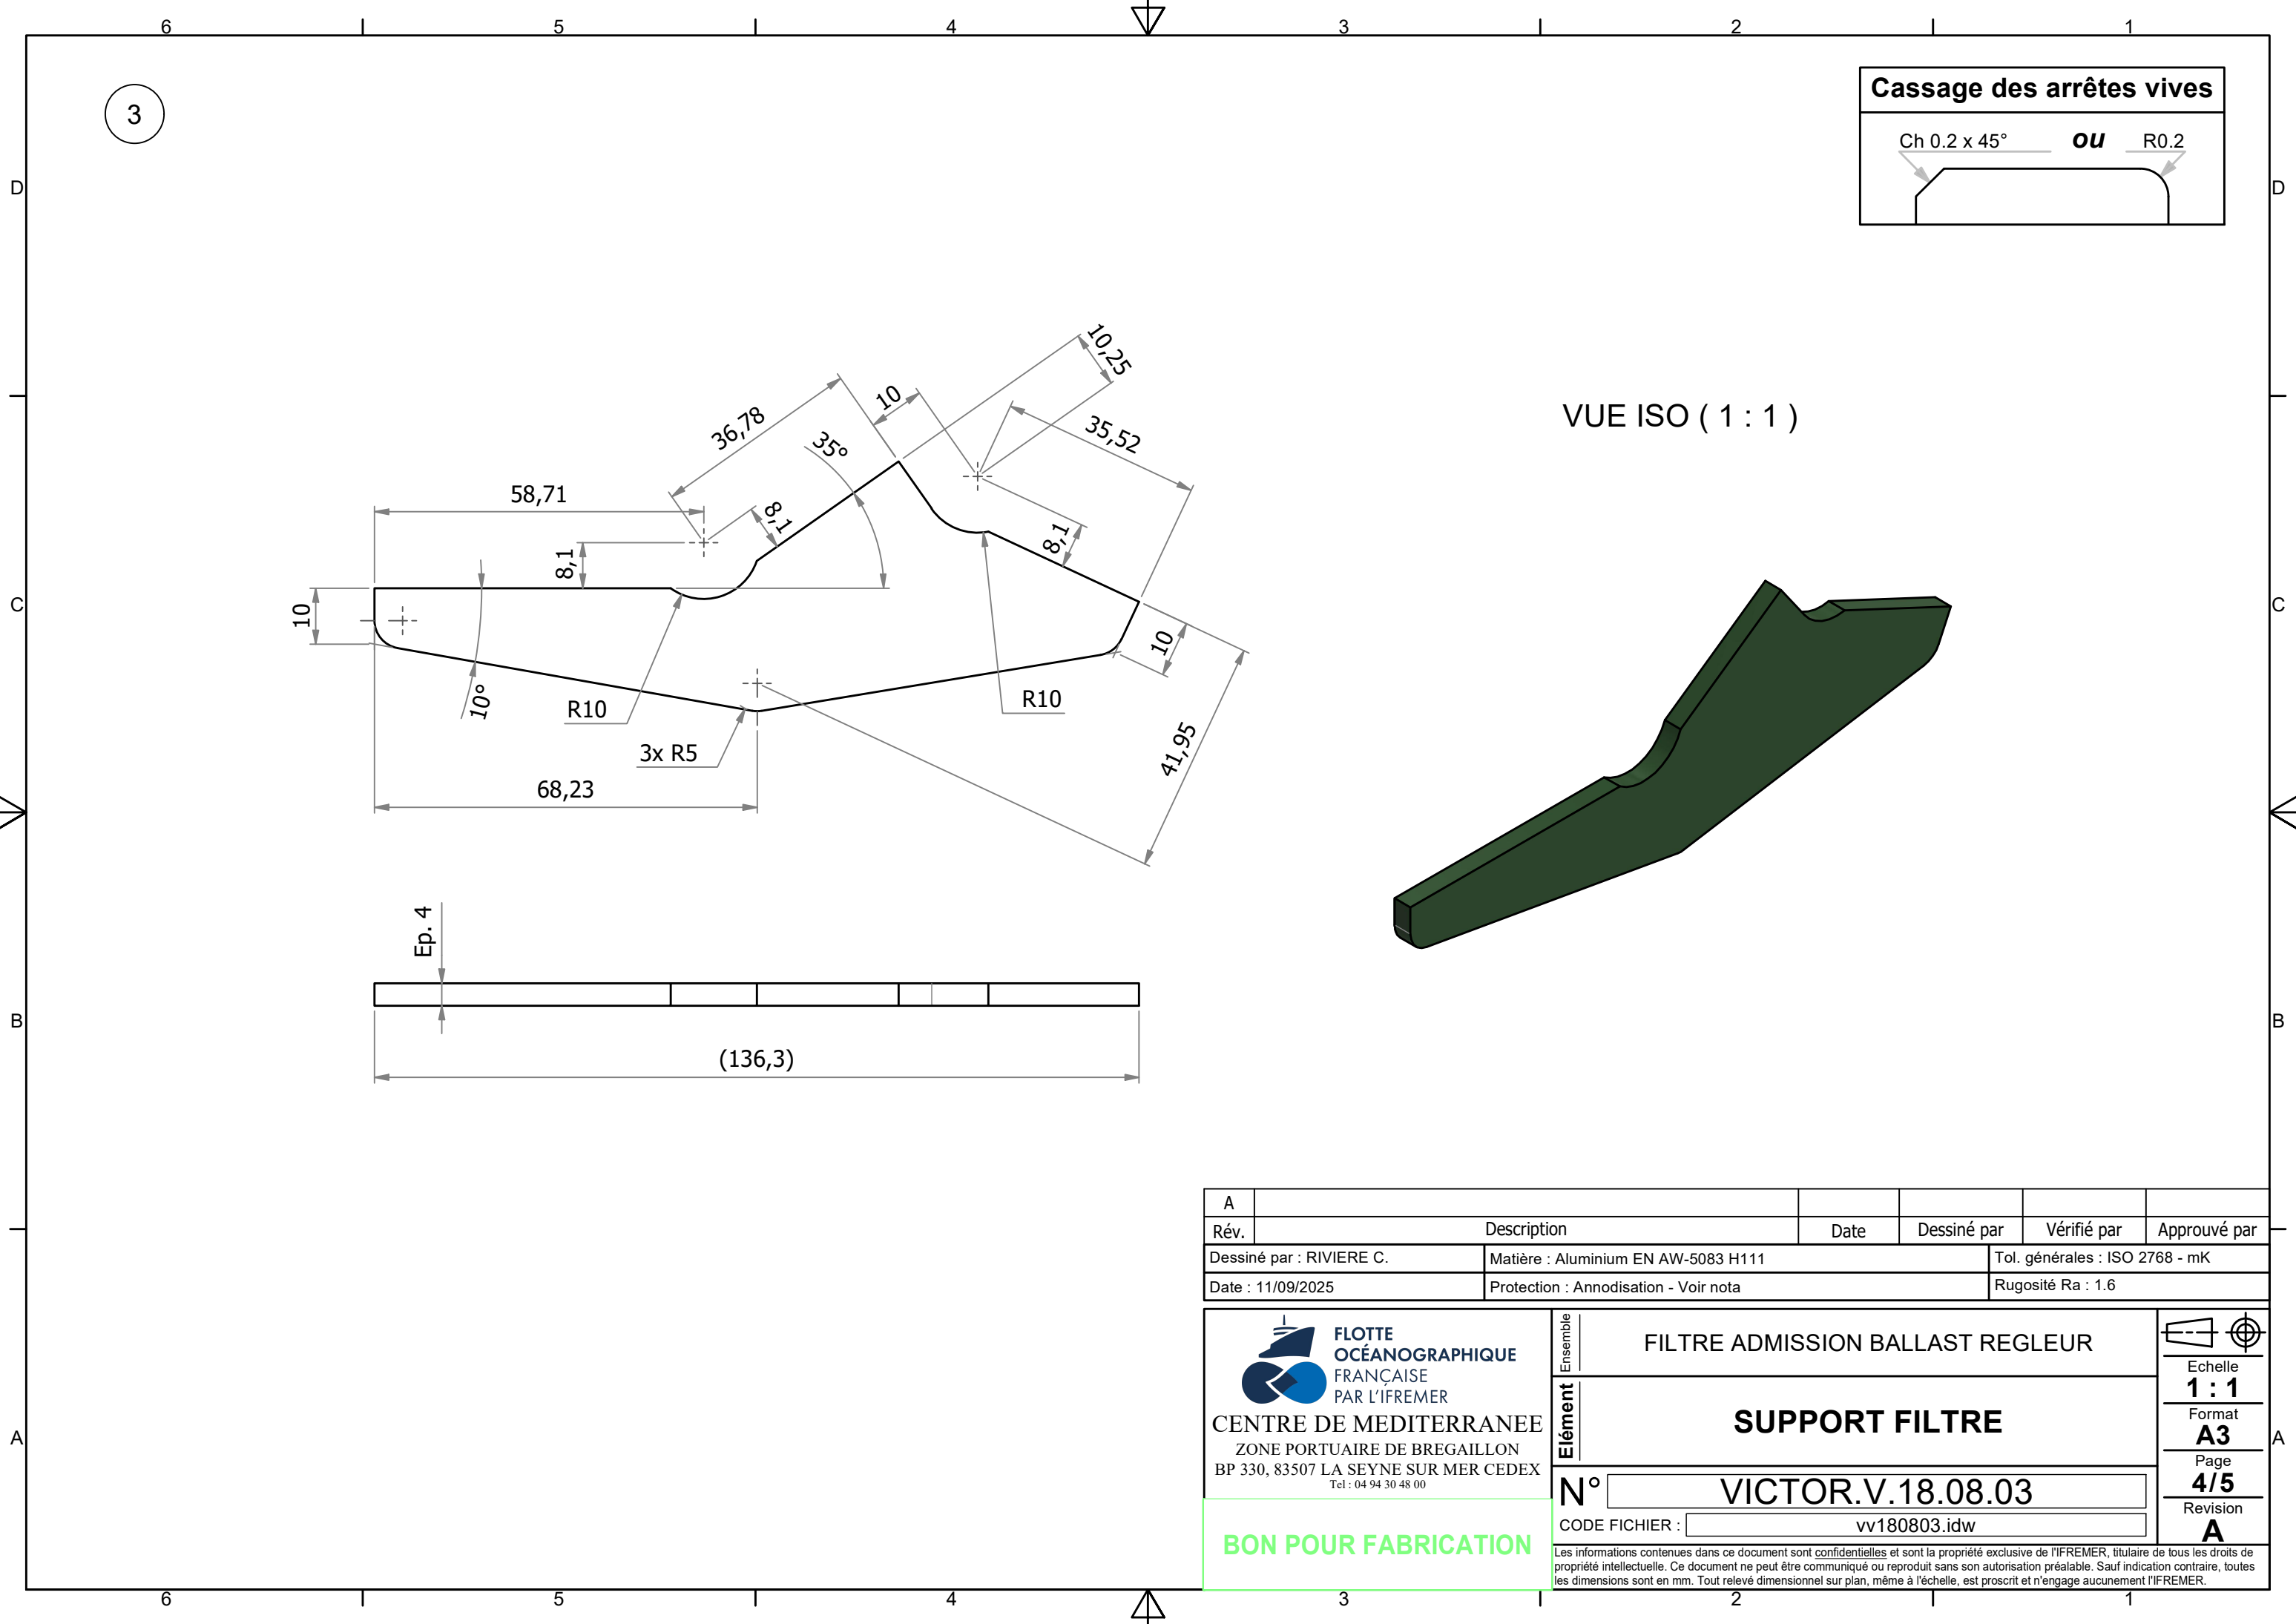 6 5 4 3 2 1
D D
C C
B B
A A
3
Cassage des arrêtes vives
Ch 0.2 x 45° ou R0.2
10,25
10
36,78
35°
35,52
58,71
8,1
8,1
8,1
10
10°
R10
R10
10
3x R5
41,95
68,23
VUE ISO ( 1 : 1 )
Ep. 4
(136,3)
A
Rév. Description Date Dessiné par Vérifié par Approuvé par
Dessiné par : RIVIERE C. Matière : Aluminium EN AW-5083 H111 Tol. générales : ISO 2768 - mK
Date : 11/09/2025 Protection : Annodisation - Voir nota Rugosité Ra : 1.6
FLOTTE
OCÉANOGRAPHIQUE
FRANÇAISE
PAR L'IFREMER
CENTRE DE MEDITERRANEE
ZONE PORTUAIRE DE BREGAILLON
BP 330, 83507 LA SEYNE SUR MER CEDEX
Tel : 04 94 30 48 00
BON POUR FABRICATION
Ensemble
FILTRE ADMISSION BALLAST REGLEUR
Elément
SUPPORT FILTRE
N° VICTOR.V.18.08.03
CODE FICHIER : vv180803.idw
Echelle
1 : 1
Format
A3
Page
4/5
Revision
A
Les informations contenues dans ce document sont confidentielles et sont la propriété exclusive de l'IFREMER, titulaire de tous les droits de
propriété intellectuelle. Ce document ne peut être communiqué ou reproduit sans son autorisation préalable. Sauf indication contraire, toutes
les dimensions sont en mm. Tout relevé dimensionnel sur plan, même à l'échelle, est proscrit et n'engage aucunement l'IFREMER.
6 5 4 3 2 1